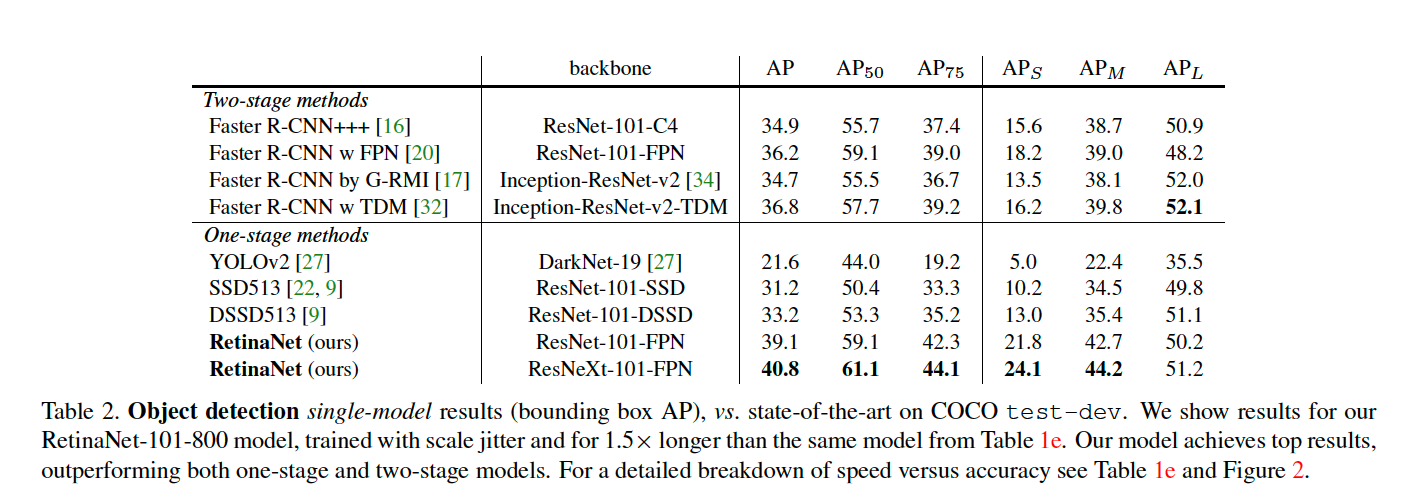 backbone AP AP50 AP75 APS APM APL
Two-stage methods
Faster R-CNN+++ [16] ResNet-101-C4 34.9 55.7 37.4 15.6 38.7 50.9
Faster R-CNN w FPN [20] ResNet-101-FPN 36.2 59.1 39.0 18.2 39.0 48.2
Faster R-CNN by G-RMI [17] Inception-ResNet-v2 [34] 34.7 55.5 36.7 13.5 38.1 52.0
Faster R-CNN w TDM [32] Inception-ResNet-v2-TDM 36.8 57.7 39.2 16.2 39.8 52.1
One-stage methods
YOLOv2 [27] DarkNet-19 [27] 21.6 44.0 19.2 5.0 22.4 35.5
SSD513 [22, 9] ResNet-101-SSD 31.2 50.4 33.3 10.2 34.5 49.8
DSSD513 [9] ResNet-101-DSSD 33.2 53.3 35.2 13.0 35.4 51.1
RetinaNet (ours) ResNet-101-FPN 39.1 59.1 42.3 21.8 42.7 50.2
RetinaNet (ours) ResNeXt-101-FPN 40.8 61.1 44.1 24.1 44.2 51.2
Table 2. Object detection single-model results (bounding box AP), vs. state-of-the-art on COCO test-dev. We show results for our
RetinaNet-101-800 model, trained with scale jitter and for 1.5× longer than the same model from Table 1e. Our model achieves top results,
outperforming both one-stage and two-stage models. For a detailed breakdown of speed versus accuracy see Table 1e and Figure 2.